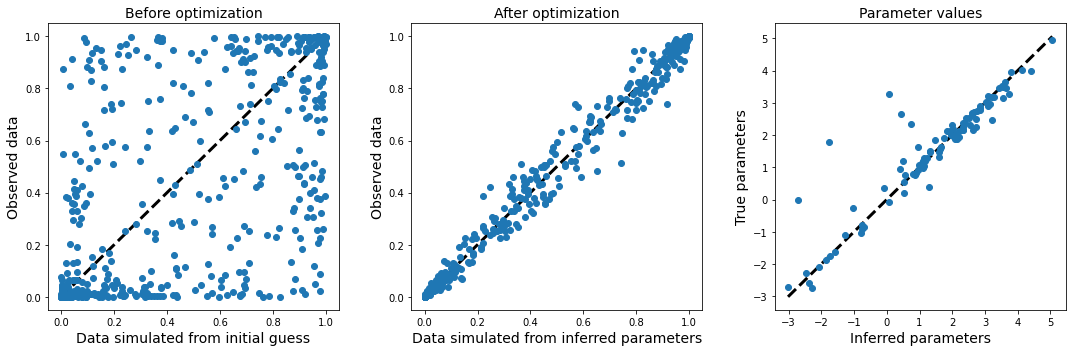 Before optimization
1.0
0.8
0.6
0.4
0.2
0.0
Observed data
0.0 0.2 0.4 0.6 0.8 1.0
Data simulated from initial guess
After optimization
1.0
0.8
0.6
0.4
0.2
0.0
Observed data
0.0 0.2 0.4 0.6 0.8 1.0
Data simulated from inferred parameters
Parameter values
5
4
3
2
1
0
−1
−2
−3
True parameters
−3 −2 −1 0 1 2 3 4 5
Inferred parameters